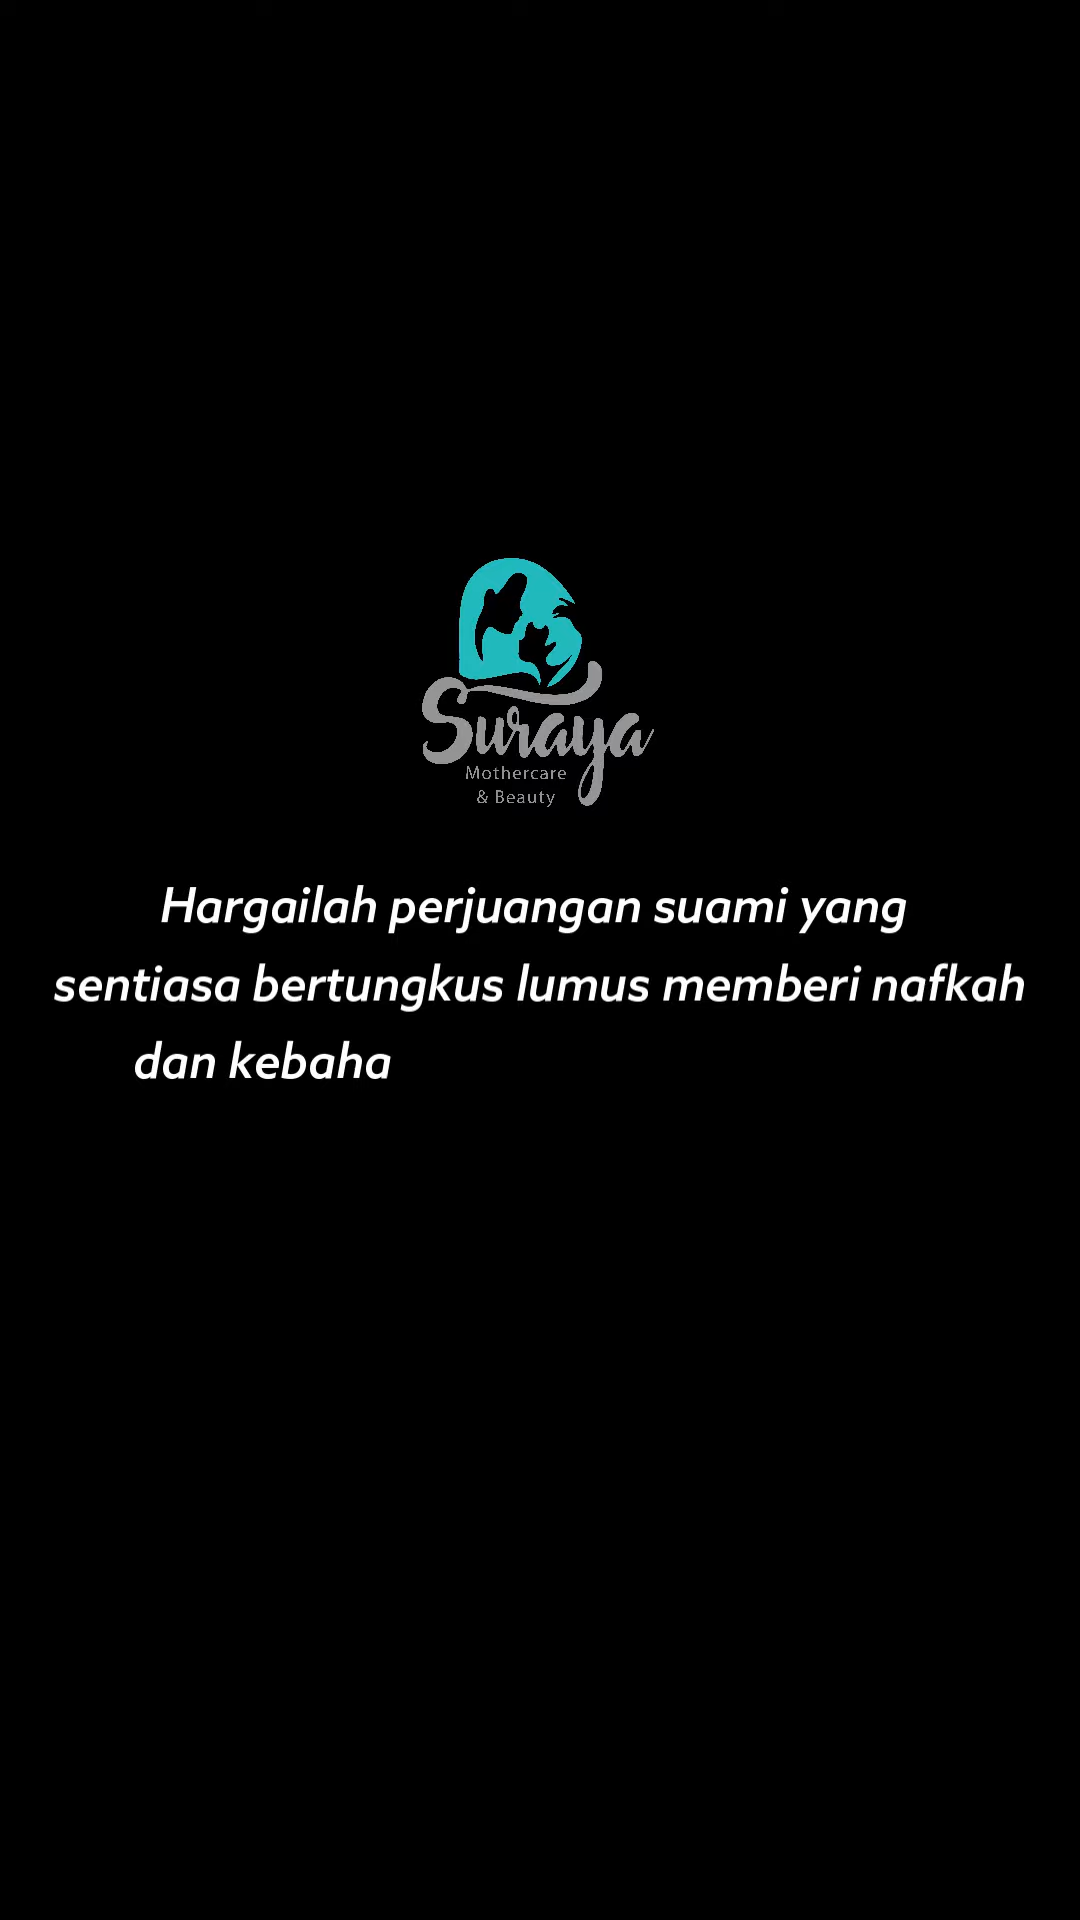 Suraya
Mothercare
& Beauty
Hargailah perjuangan suami yang
sentiasa bertungkus lumus memberi nafkah
dan kebaha